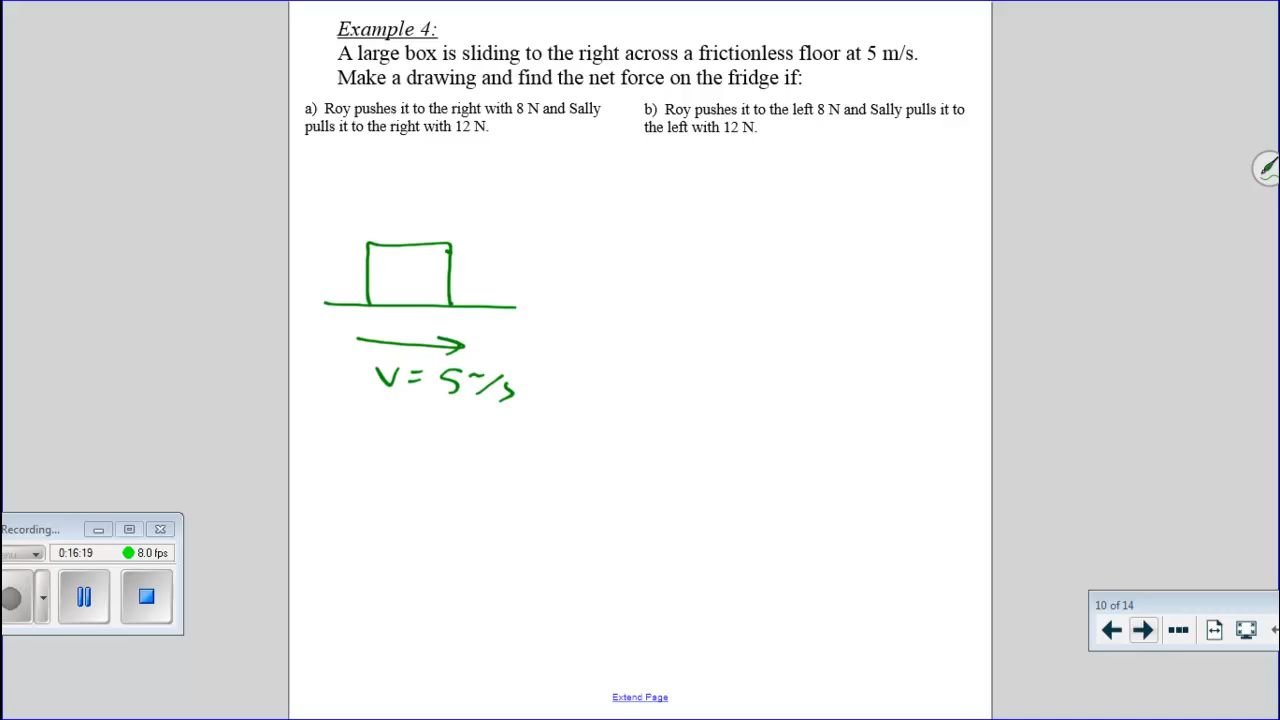 Example 4:
A large box is sliding to the right across a frictionless floor at 5 m/s.
Make a drawing and find the net force on the fridge if:
a) Roy pushes it to the right with 8 N and Sally
pulls it to the right with 12 N.
b) Roy pushes it to the left 8 N and Sally pulls it to
the left with 12 N.
V = 5 m/s
Recording...
0:16:19
8.0 fps
10 of 14
Extend Page